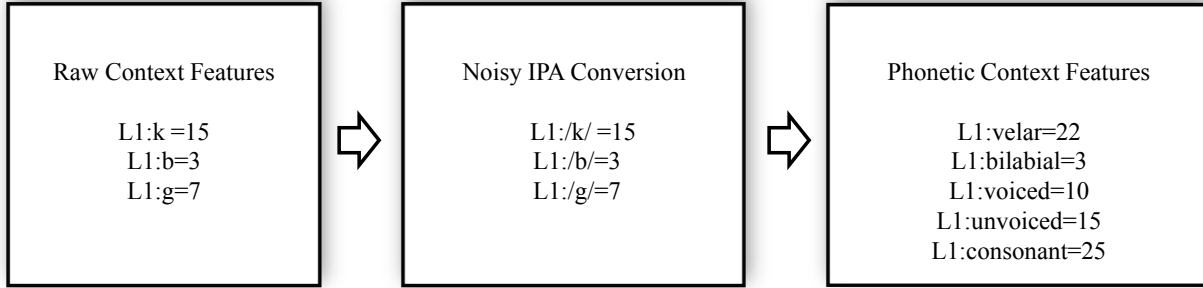 Raw Context Features
L1:k =15
L1:b=3
L1:g=7
Noisy IPA Conversion
L1:/k/ =15
L1:/b/=3
L1:/g/=7
Phonetic Context Features
L1:velar=22
L1:bilabial=3
L1:voiced=10
L1:unvoiced=15
L1:consonant=25